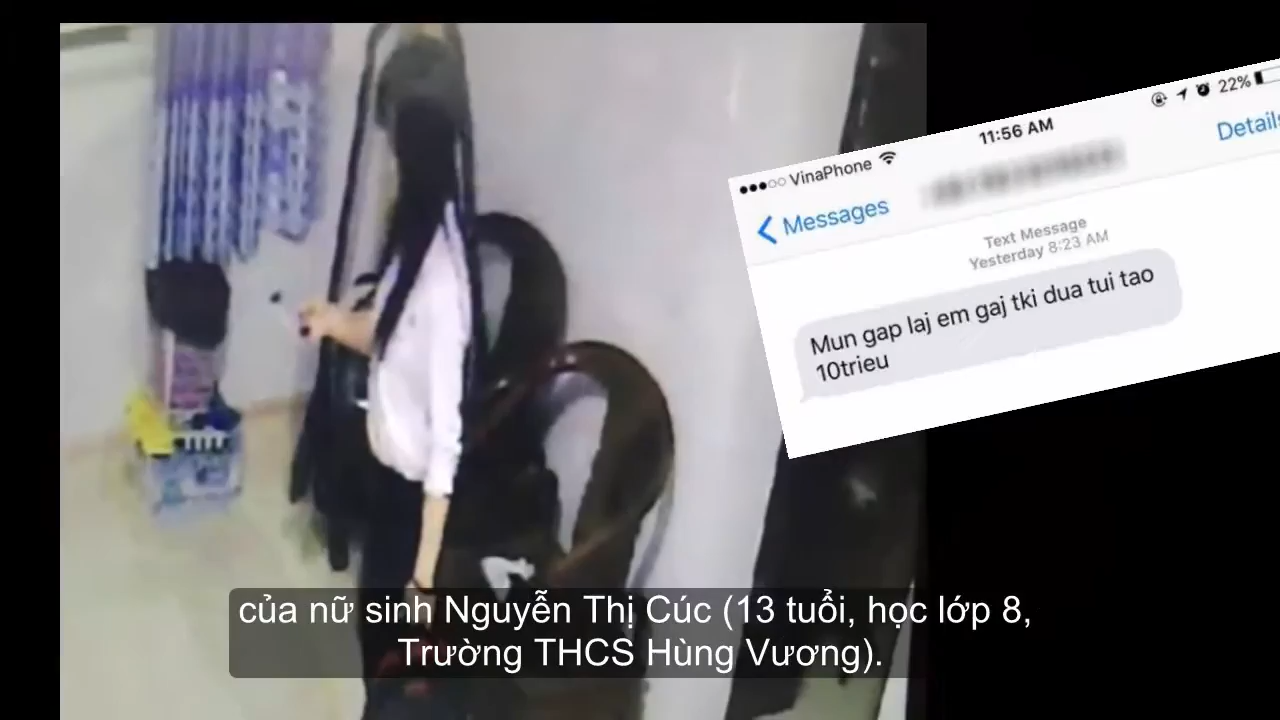 22%
11:56 AM
VinaPhone
Details
Messages
Text Message
Yesterday 8:23 AM
Mun gap laj em gaj tki dua tui tao
10trieu
của nữ sinh Nguyễn Thị Cúc (13 tuổi, học lớp 8,
Trường THCS Hùng Vương).